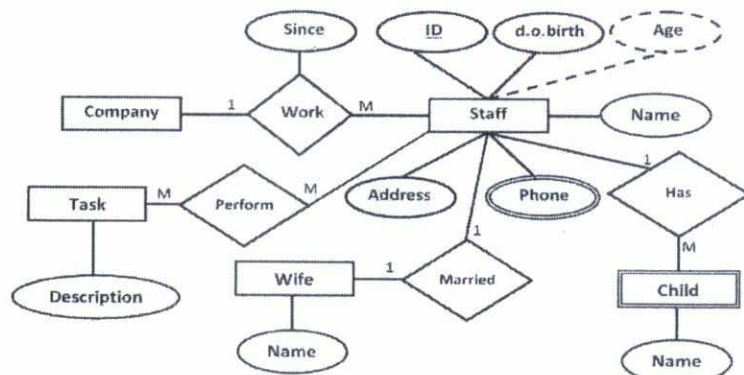 Since
ID
d.o.birth
Age
Company
1
Work
M
Staff
Name
Task
M
Perform
M
Address
Phone
1
Has
M
Wife
1
Married
1
Child
Description
Name
Name